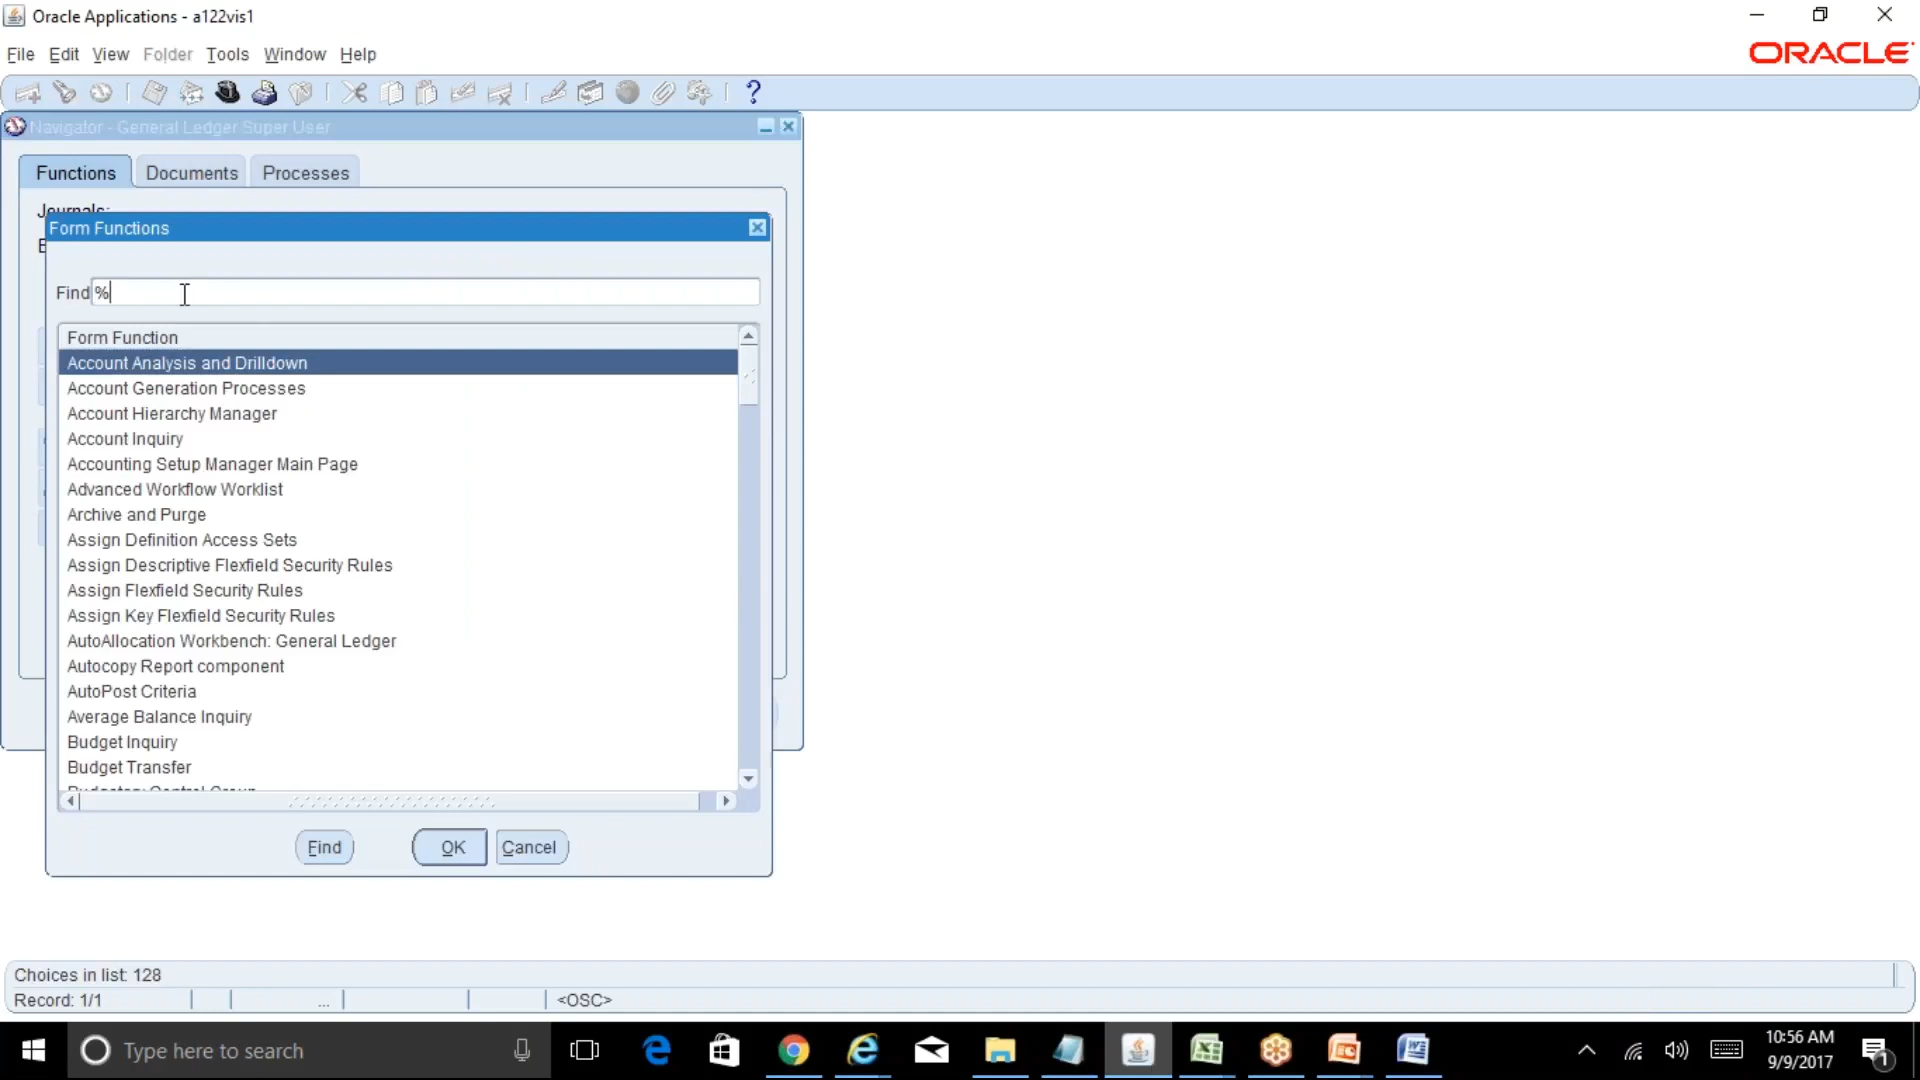 Oracle Applications - a122vis1
File Edit View Folder Tools Window Help
ORACLE
?
Navigator - General Ledger Super User
Functions Documents Processes
Journals:
Form Functions
Find %
Form Function
Account Analysis and Drilldown
Account Generation Processes
Account Hierarchy Manager
Account Inquiry
Accounting Setup Manager Main Page
Advanced Workflow Worklist
Archive and Purge
Assign Definition Access Sets
Assign Descriptive Flexfield Security Rules
Assign Flexfield Security Rules
Assign Key Flexfield Security Rules
AutoAllocation Workbench: General Ledger
Autocopy Report component
AutoPost Criteria
Average Balance Inquiry
Budget Inquiry
Budget Transfer
Find OK Cancel
Choices in list: 128
Record: 1/1 ... <OSC>
Type here to search
10:56 AM
9/9/2017
1